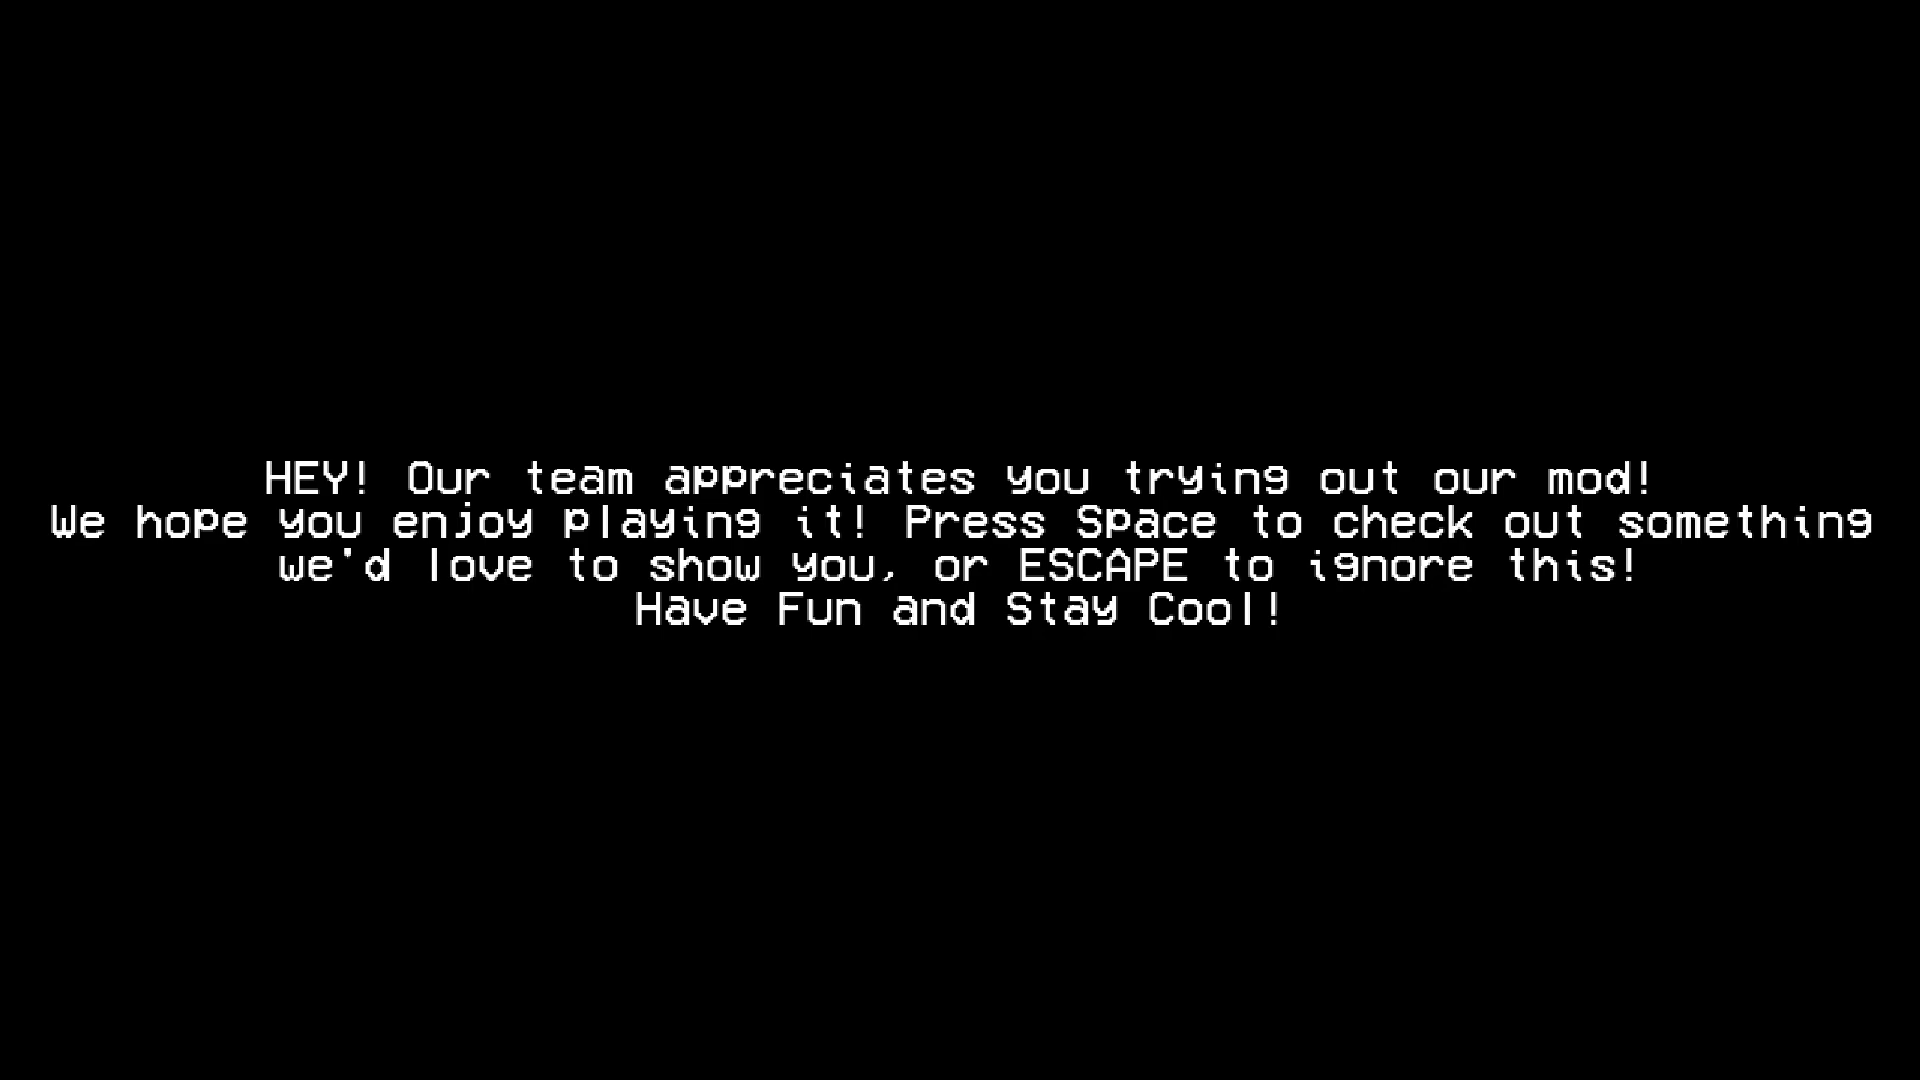 HEY! Our team appreciates you trying out our mod!
We hope you enjoy playing it! Press Space to check out something
we'd love to show you, or ESCAPE to ignore this!
Have Fun and Stay Cool!